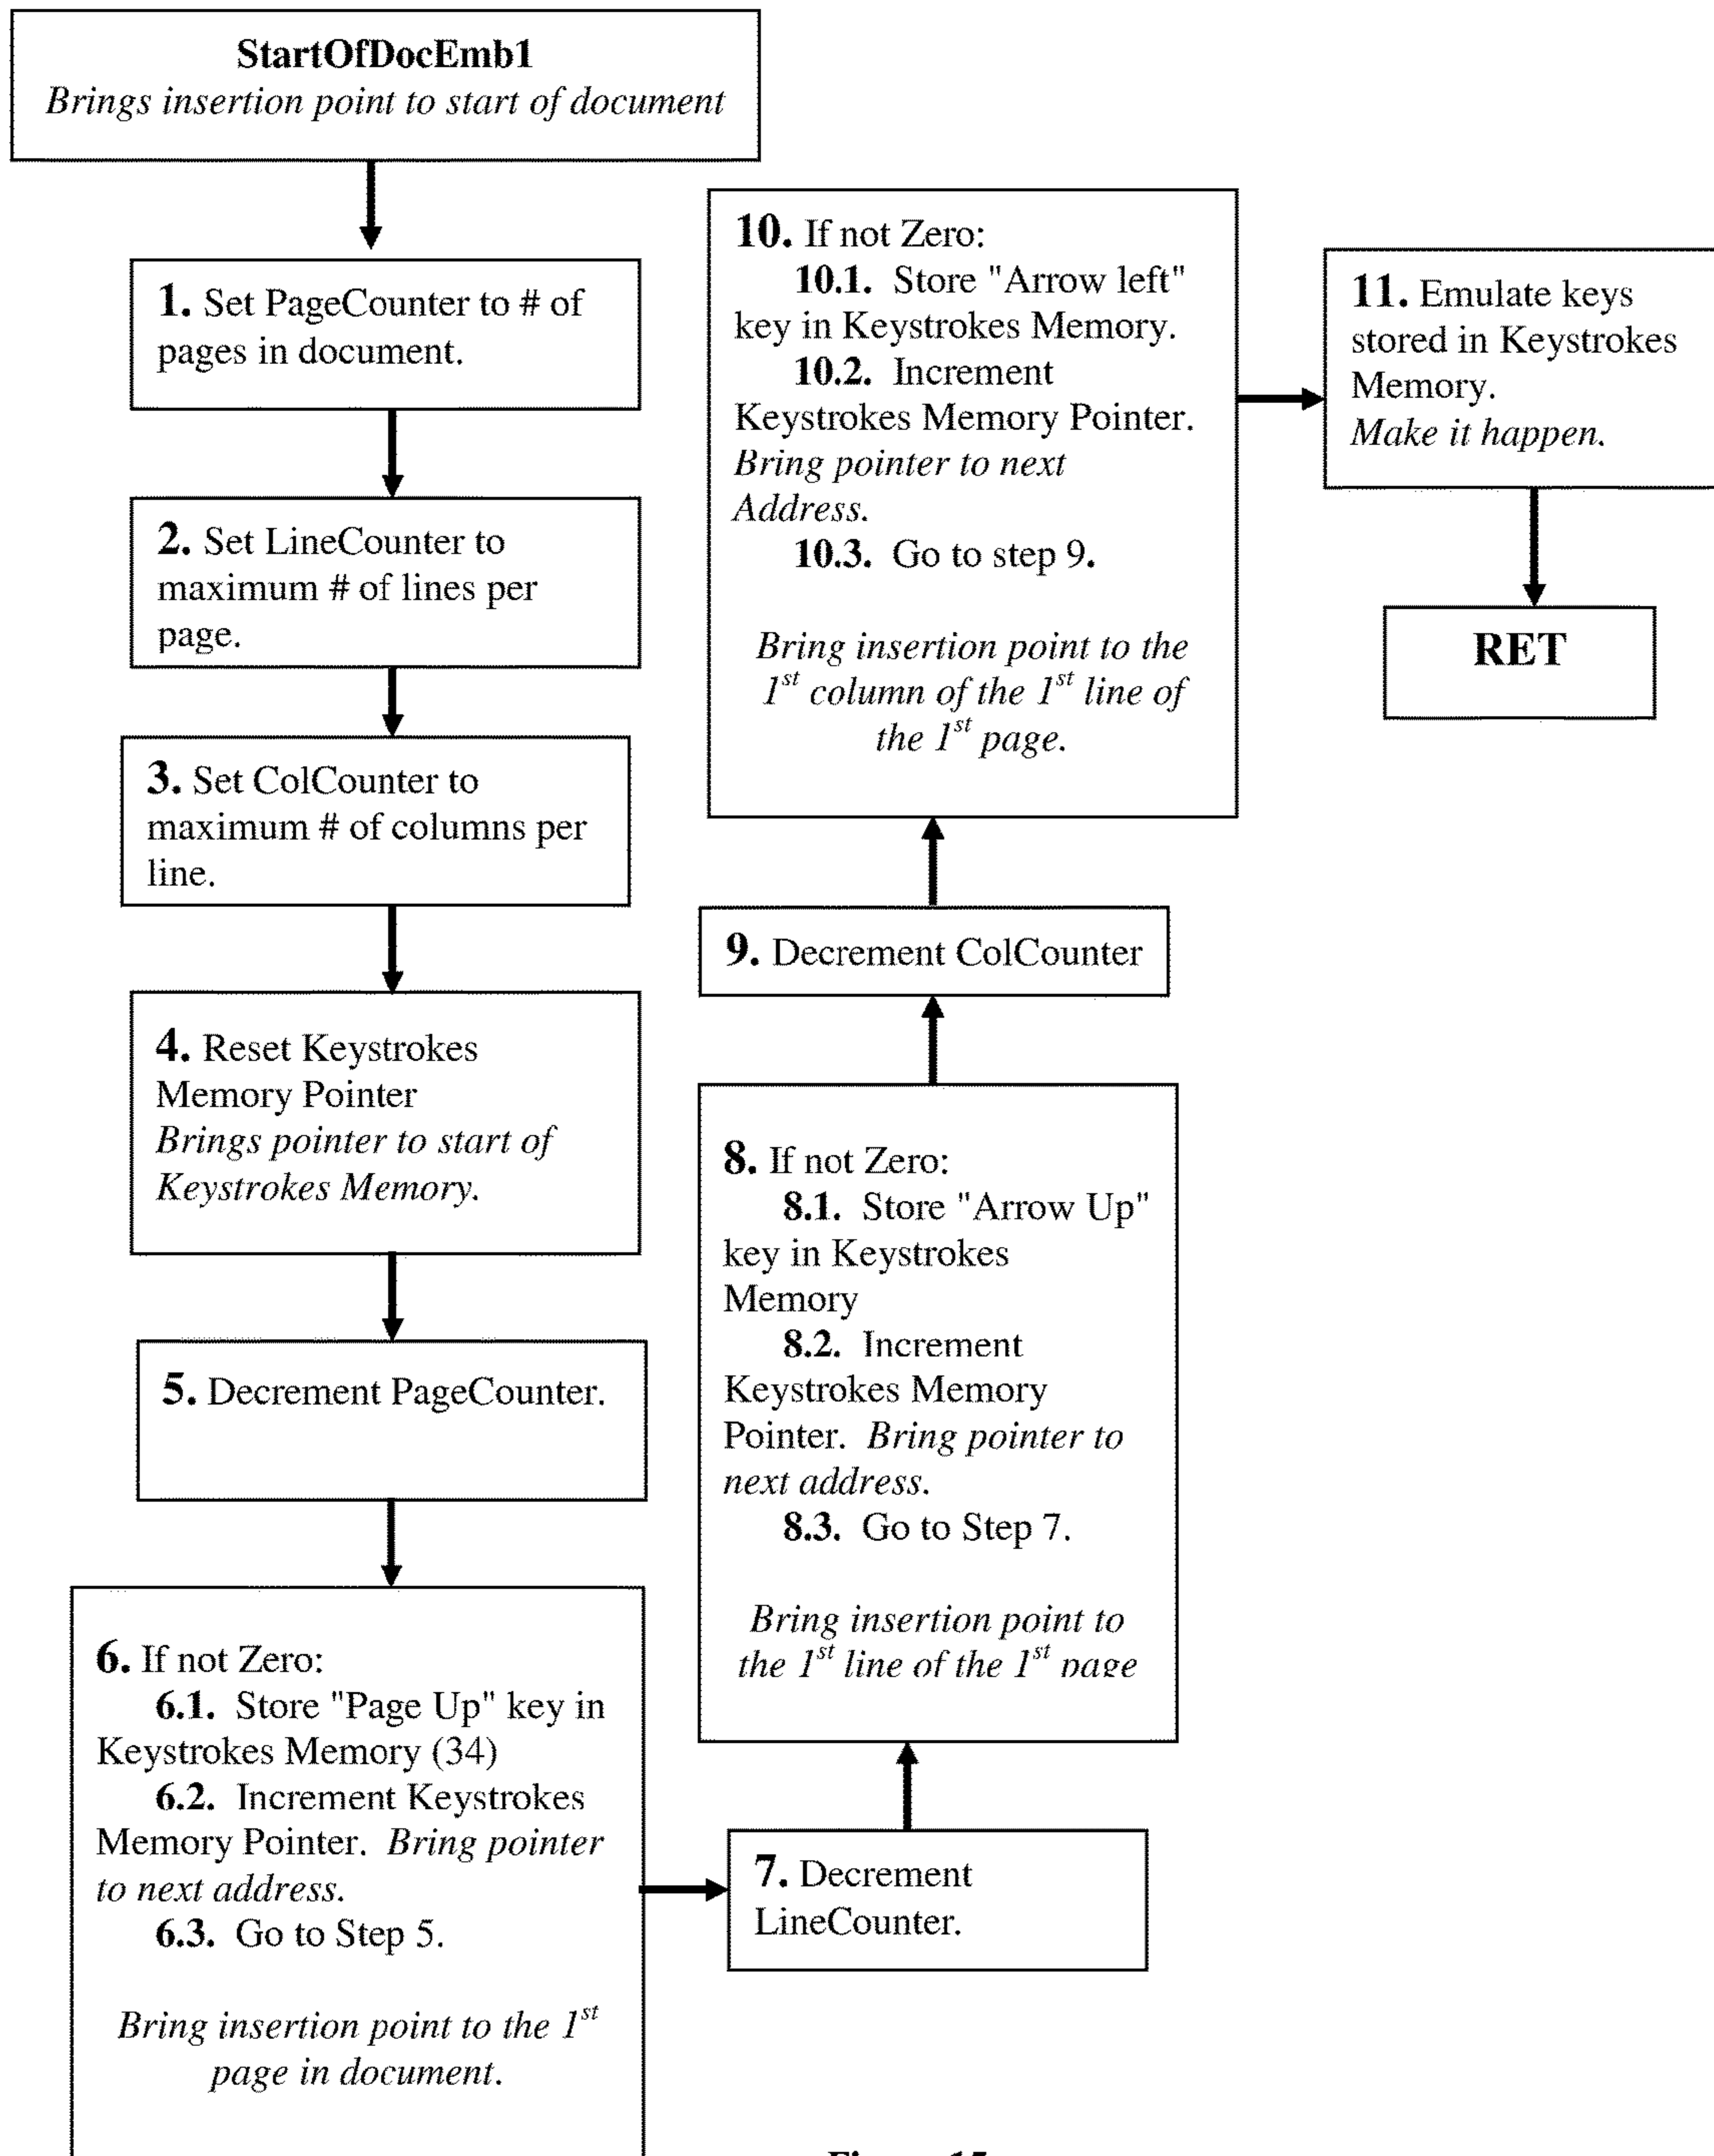 StartOfDocEmb1
Brings insertion point to start of document
1. Set PageCounter to # of
pages in document.
2. Set LineCounter to
maximum # of lines per
page.
3. Set ColCounter to
maximum # of columns per
line.
4. Reset Keystrokes
Memory Pointer
Brings pointer to start of
Keystrokes Memory.
5. Decrement PageCounter.
6. If not Zero:
6.1. Store "Page Up" key in
Keystrokes Memory (34)
6.2. Increment Keystrokes
Memory Pointer. Bring pointer
to next address.
6.3. Go to Step 5.
Bring insertion point to the 1st
page in document.
7. Decrement
LineCounter.
8. If not Zero:
8.1. Store "Arrow Up"
key in Keystrokes
Memory
8.2. Increment
Keystrokes Memory
Pointer. Bring pointer to
next address.
8.3. Go to Step 7.
Bring insertion point to
the 1st line of the 1st page
9. Decrement ColCounter
10. If not Zero:
10.1. Store "Arrow left"
key in Keystrokes Memory.
10.2. Increment
Keystrokes Memory Pointer.
Bring pointer to next
Address.
10.3. Go to step 9.
Bring insertion point to the
1st column of the 1st line of
the 1st page.
11. Emulate keys
stored in Keystrokes
Memory.
Make it happen.
RET